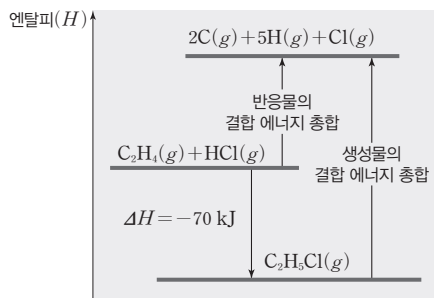 엔탈피(H)
2C(g)+5H(g)+Cl(g)
반응물의
결합 에너지 총합
C₂H₄(g)+HCl(g)
생성물의
결합 에너지 총합
ΔH=-70 kJ
C₂H₅Cl(g)